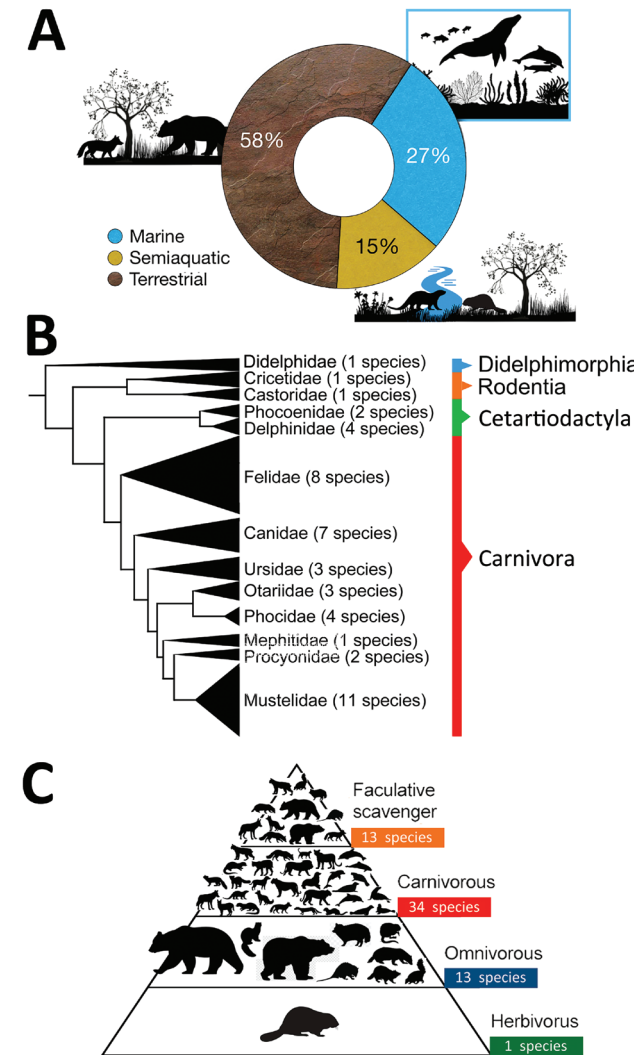 A
58%
27%
15%
Marine
Semiaquatic
Terrestrial
B
Didelphidae (1 species)
Cricetidae (1 species)
Castoridae (1 species)
Phocoenidae (2 species)
Delphinidae (4 species)
Felidae (8 species)
Canidae (7 species)
Ursidae (3 species)
Otariidae (3 species)
Phocidae (4 species)
Mephitidae (1 species)
Procyonidae (2 species)
Mustelidae (11 species)
Didelphimorphia
Rodentia
Cetartiodactyla
Carnivora
C
Faculative
scavenger
13 species
Carnivorous
34 species
Omnivorous
13 species
Herbivorus
1 species